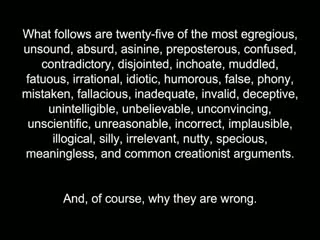 What follows are twenty-five of the most egregious,
unsound, absurd, asinine, preposterous, confused,
contradictory, disjointed, inchoate, muddled,
fatuous, irrational, idiotic, humorous, false, phony,
mistaken, fallacious, inadequate, invalid, deceptive,
unintelligible, unbelievable, unconvincing,
unscientific, unreasonable, incorrect, implausible,
illogical, silly, irrelevant, nutty, specious,
meaningless, and common creationist arguments.
And, of course, why they are wrong.